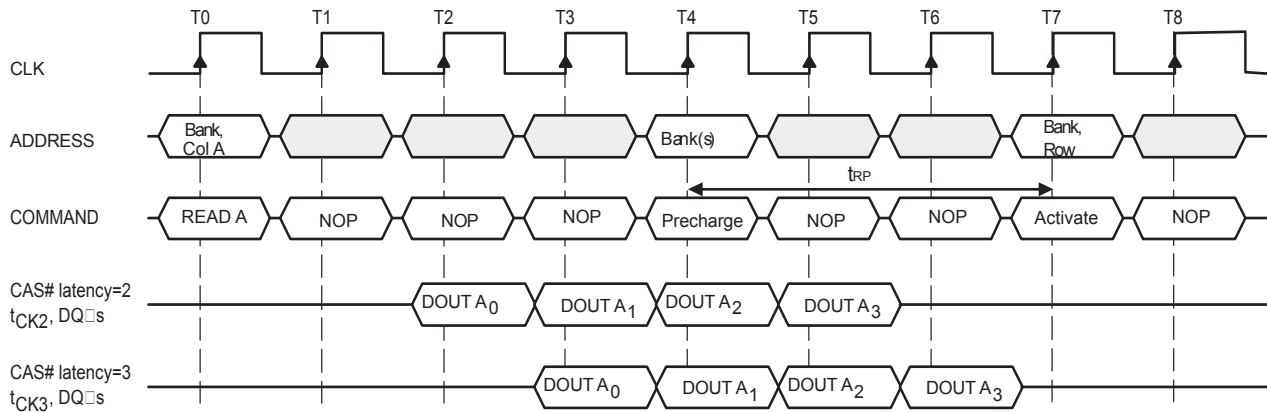 T0 T1 T2 T3 T4 T5 T6 T7 T8
CLK
ADDRESS
Bank, Col A
Bank(s)
Bank, Row
tRP
COMMAND READ A NOP NOP NOP Precharge NOP NOP Activate NOP
CAS# latency=2
tCK2, DQ□s
DOUT A0 DOUT A1 DOUT A2 DOUT A3
CAS# latency=3
tCK3, DQ□s
DOUT A0 DOUT A1 DOUT A2 DOUT A3